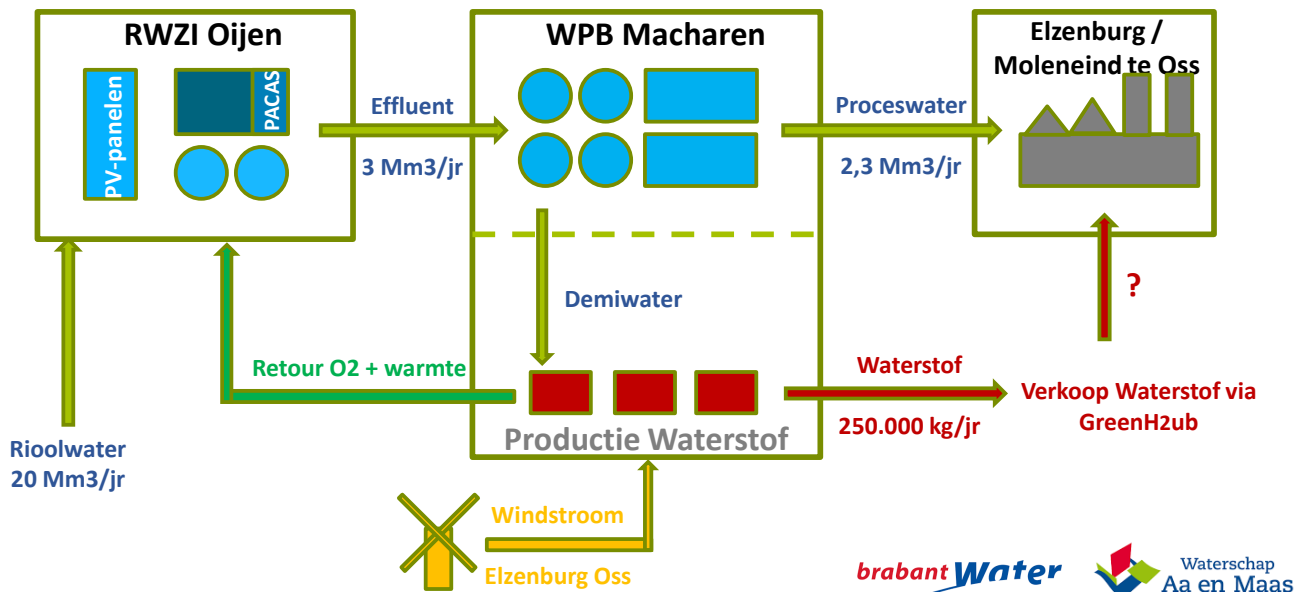 RWZI Oijen
PV-panelen
PACAS
Effluent
3 Mm3/jr
WPB Macharen
Proceswater
2,3 Mm3/jr
Elzenburg /
Moleneind te Oss
Demiwater
?
Retour O2 + warmte
Waterstof
250.000 kg/jr
Verkoop Waterstof via
GreenH2ub
Productie Waterstof
Rioolwater
20 Mm3/jr
Windstroom
Elzenburg Oss
brabant Water
Waterschap
Aa en Maas